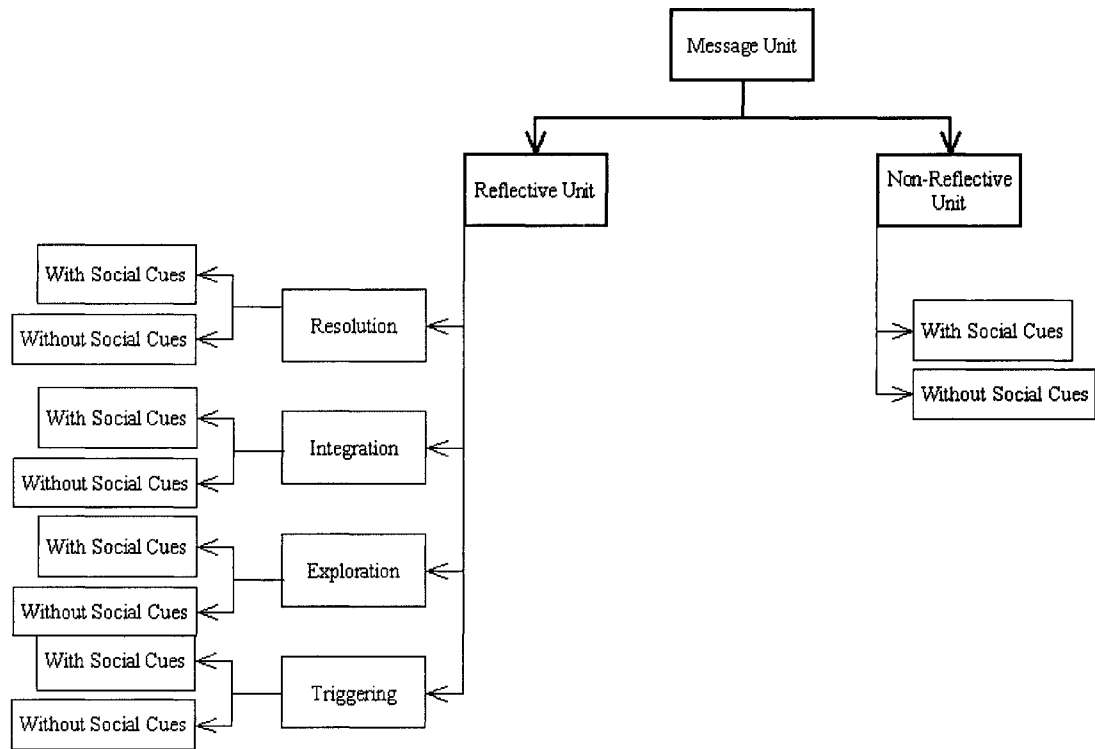 Message Unit
Reflective Unit
Non-Reflective
Unit
With Social Cues
Without Social Cues
Resolution
With Social Cues
Without Social Cues
Integration
With Social Cues
Without Social Cues
Exploration
With Social Cues
Without Social Cues
Triggering
With Social Cues
Without Social Cues